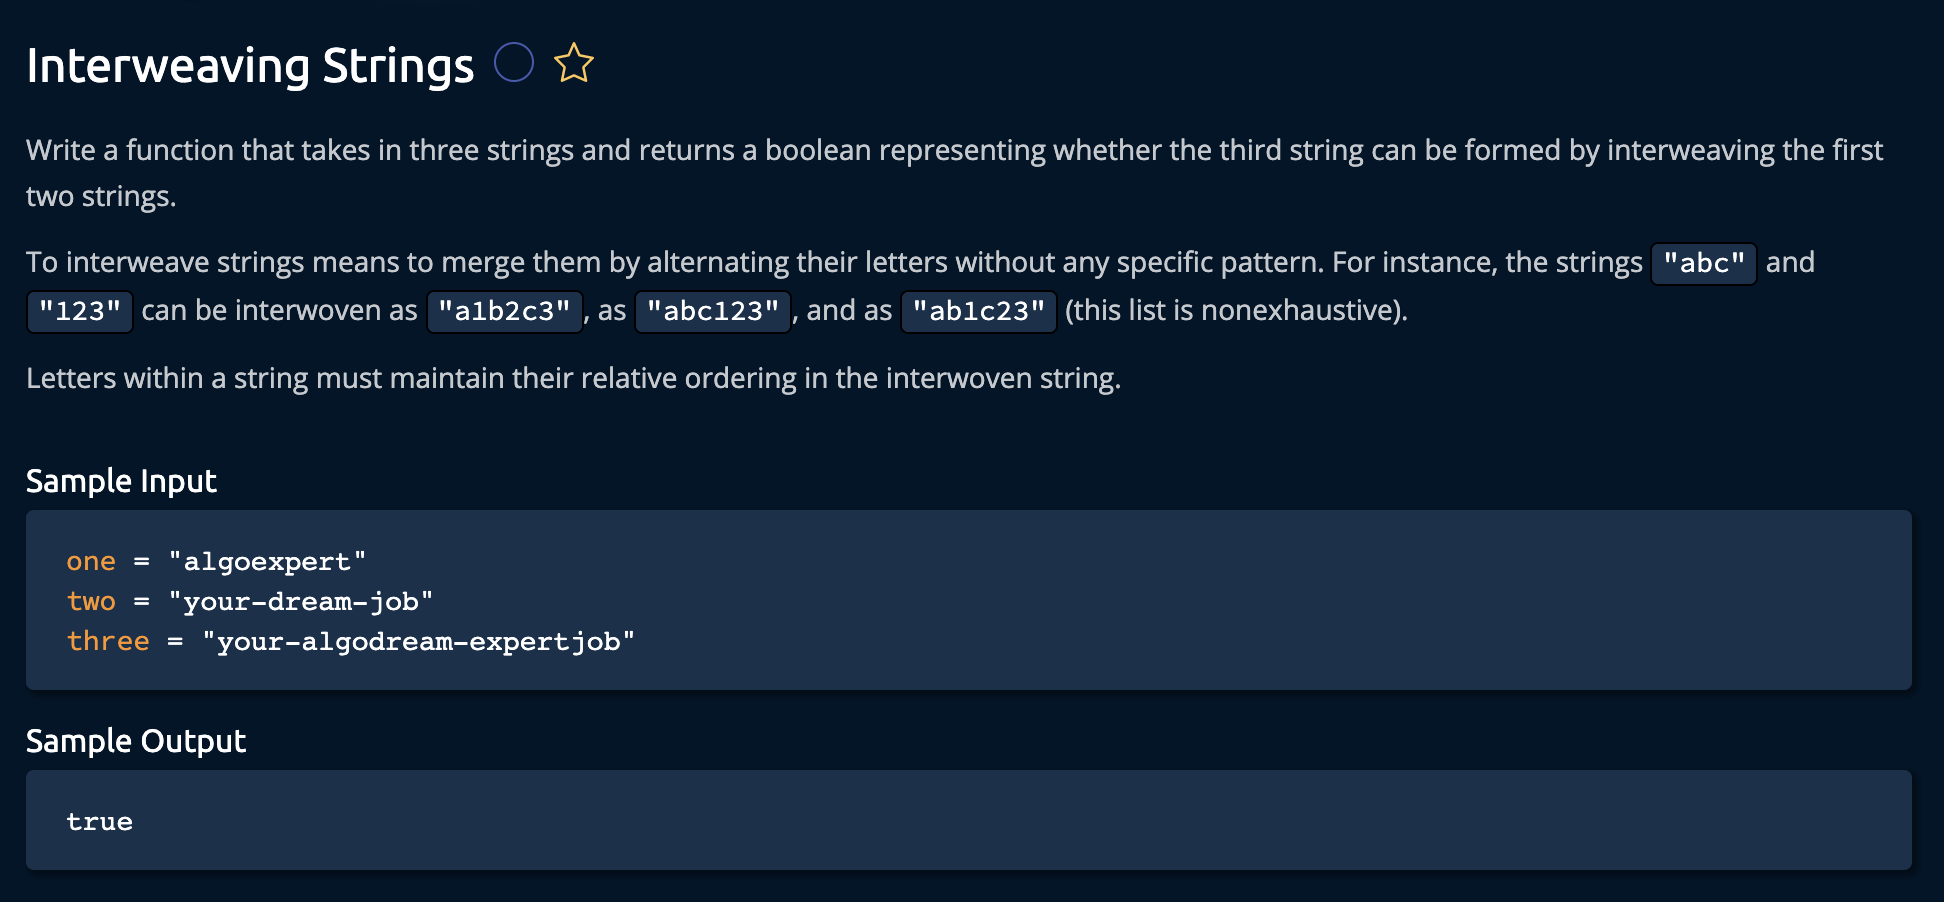 Interweaving Strings
Write a function that takes in three strings and returns a boolean representing whether the third string can be formed by interweaving the first
two strings.
To interweave strings means to merge them by alternating their letters without any specific pattern. For instance, the strings "abc" and
"123" can be interwoven as "a1b2c3", as "abc123", and as "ab1c23" (this list is nonexhaustive).
Letters within a string must maintain their relative ordering in the interwoven string.
Sample Input
one = "algoexpert"
two = "your-dream-job"
three = "your-algodream-expertjob"
Sample Output
true